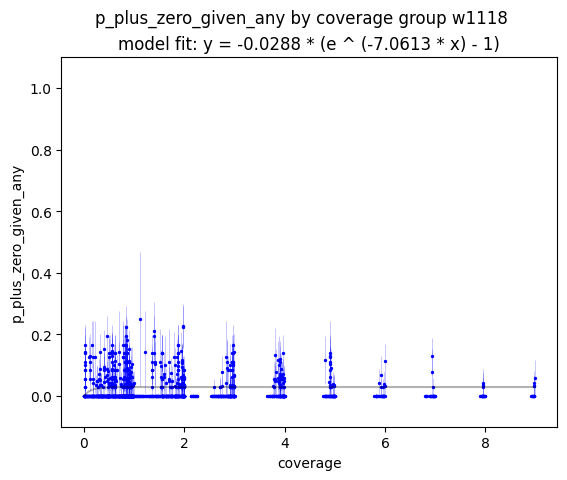 p_plus_zero_given_any by coverage group w1118
model fit: y = -0.0288 * (e ^ (-7.0613 * x) - 1)
1.0
0.8
0.6
0.4
0.2
0.0
p_plus_zero_given_any
0 2 4 6 8
coverage